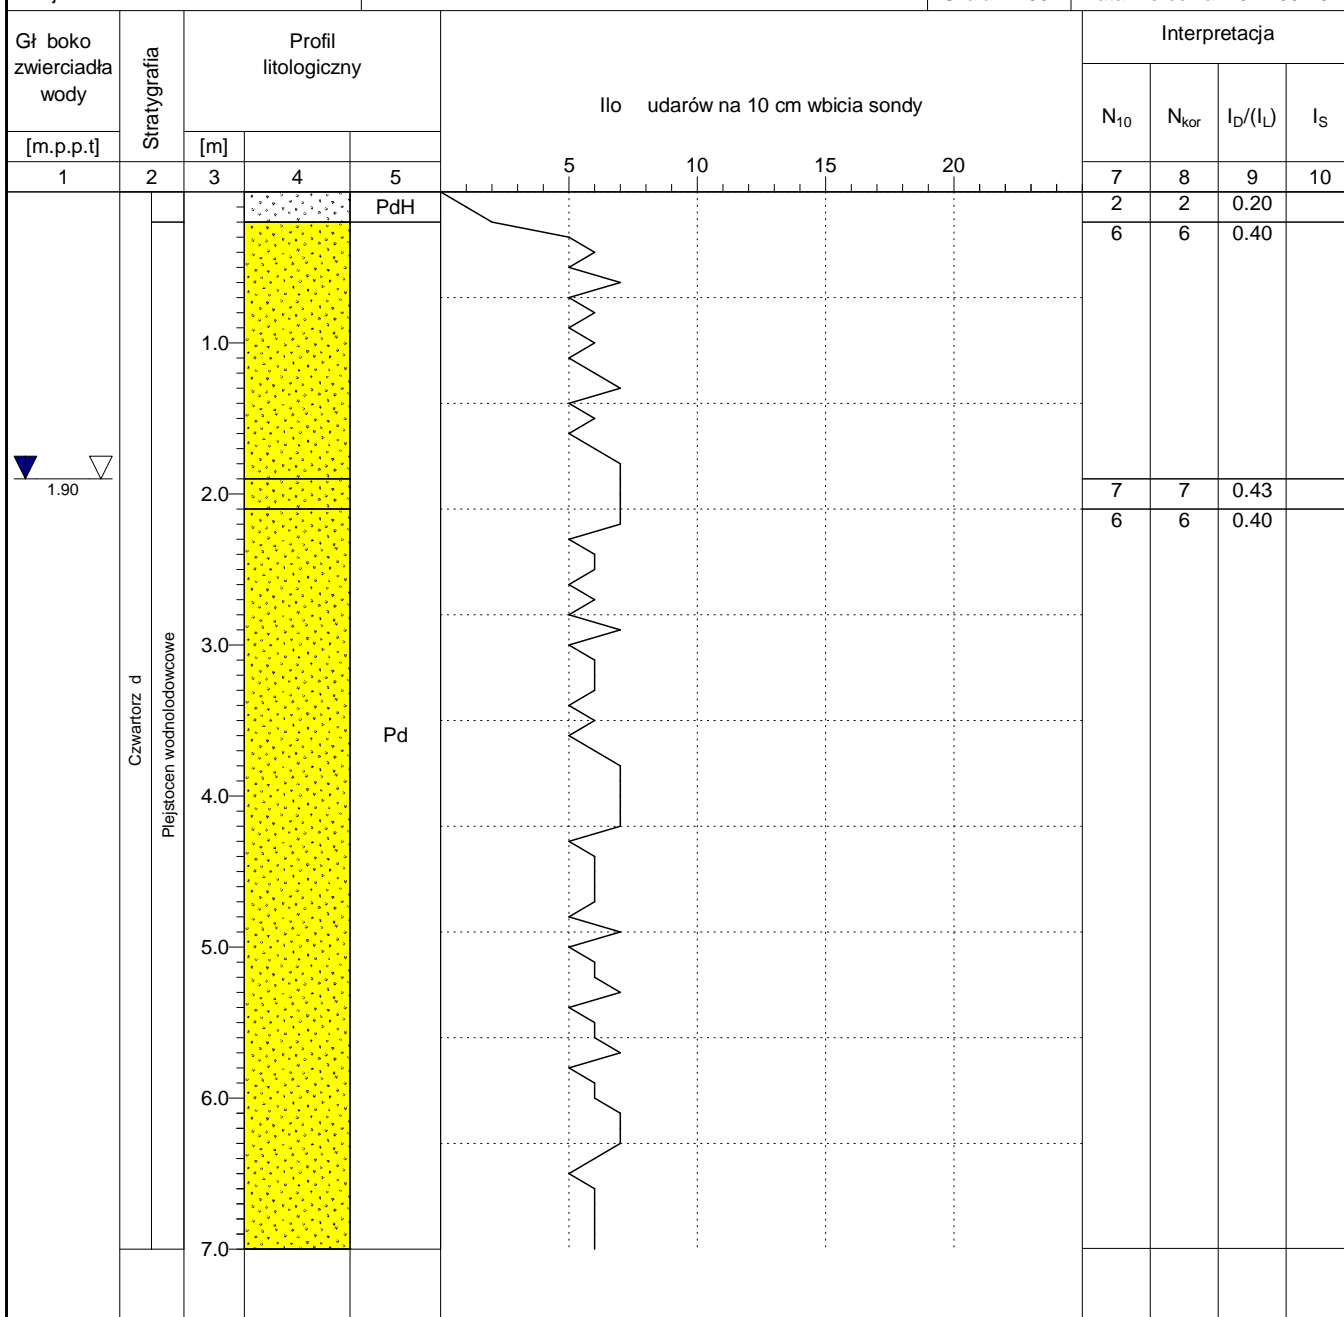 Gł boko
zwierciadła
wody
[m.p.p.t]
Stratygrafia
Profil
litologiczny
[m]
Ilo udarów na 10 cm wbicia sondy
Interpretacja
N10 Nkor ID/(IL) IS
5 10 15 20
1 2 3 4 5 7 8 9 10
PdH 2 2 0.20
6 6 0.40
1.0
1.90
2.0
7 7 0.43
6 6 0.40
3.0
Czwartorz d
Plejstocen wodnolodowcowe
Pd
4.0
5.0
6.0
7.0